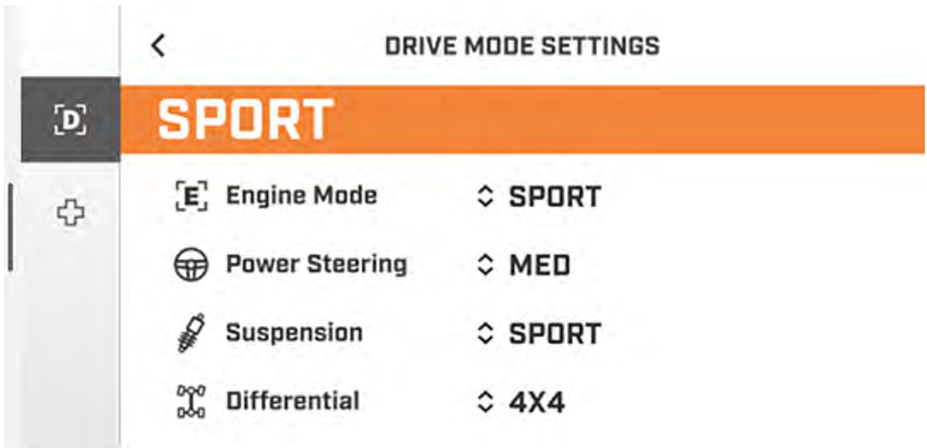 DRIVE MODE SETTINGS
D
SPORT
E Engine Mode SPORT
Power Steering MED
Suspension SPORT
Differential 4X4